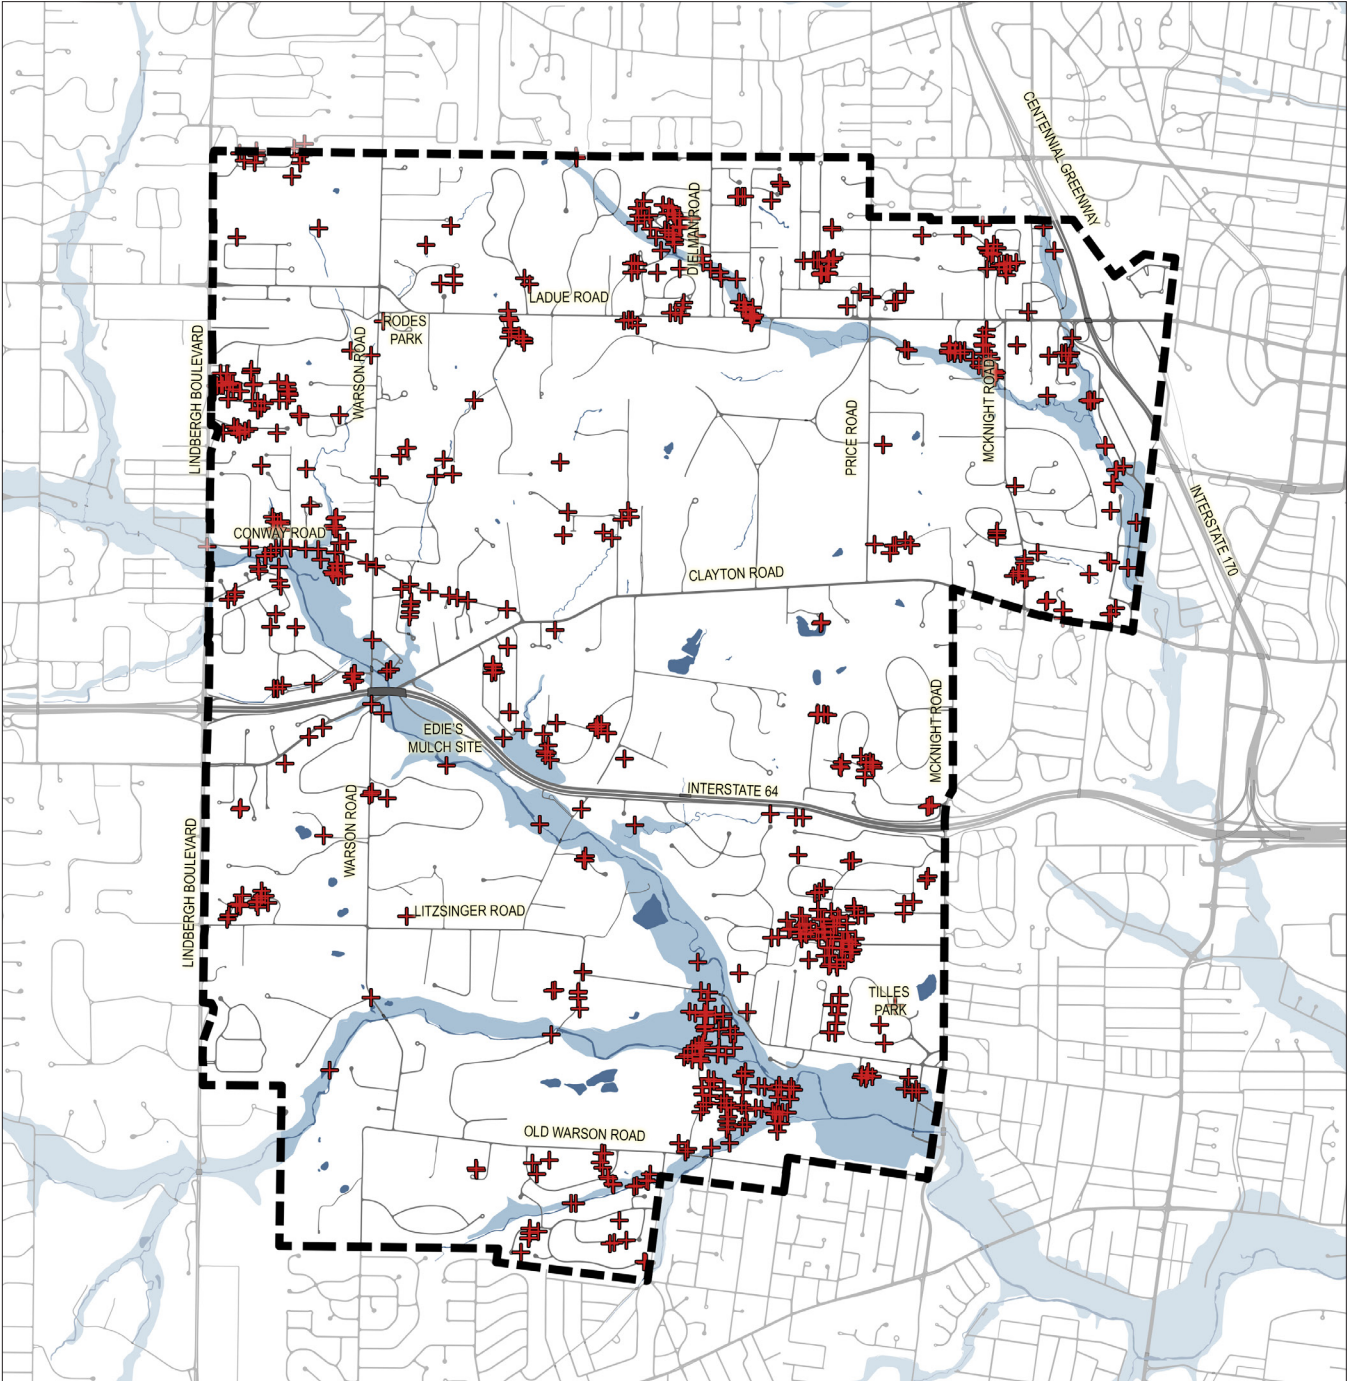 CENTENNIAL GREENWAY
DIELMAN ROAD
LADUE ROAD
RODES
PARK
LINDBERGH BOULEVARD
WARSON ROAD
PRICE ROAD
MCKNIGHT ROAD
INTERSTATE 170
CONWAY ROAD
CLAYTON ROAD
EDIE'S
MULCH SITE
MCKNIGHT ROAD
INTERSTATE 64
WARSON ROAD
LINDBERGH BOULEVARD
LITZSINGER ROAD
TILLES
PARK
OLD WARSON ROAD